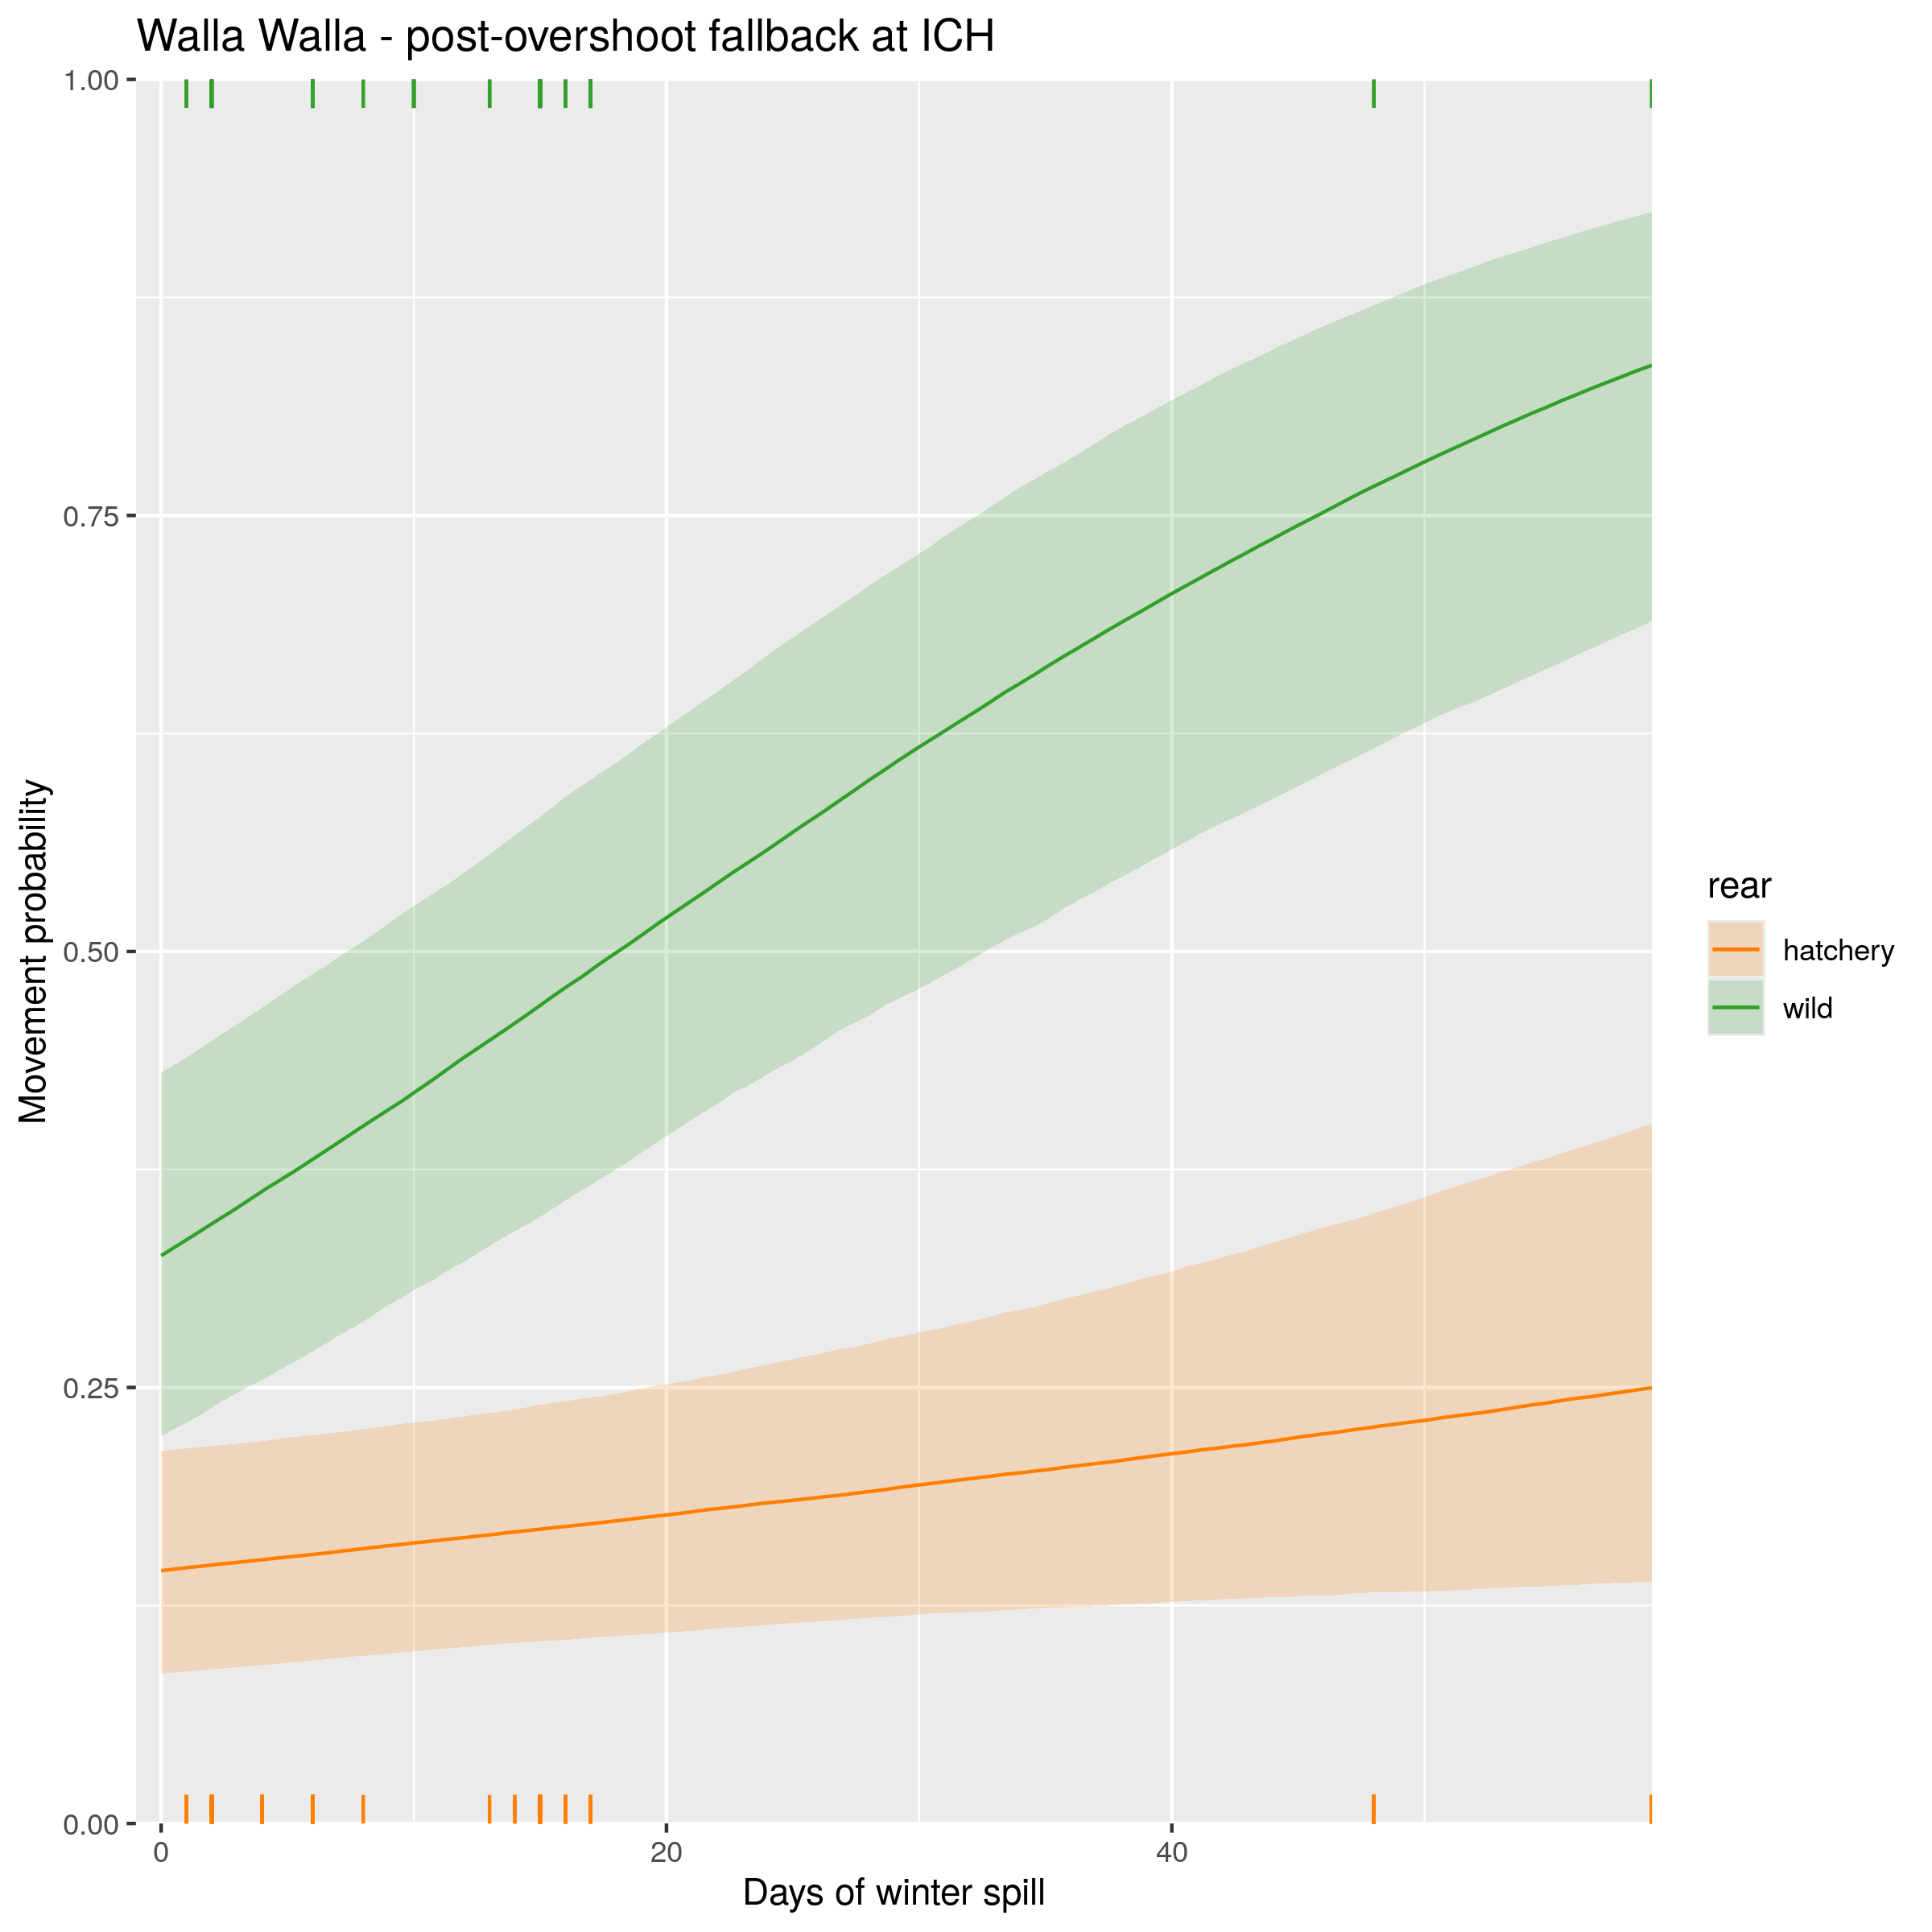 Walla Walla - post-overshoot fallback at ICH
1.00
0.75
0.50
0.25
0.00
Movement probability
0
20
40
Days of winter spill
rear
hatchery
wild